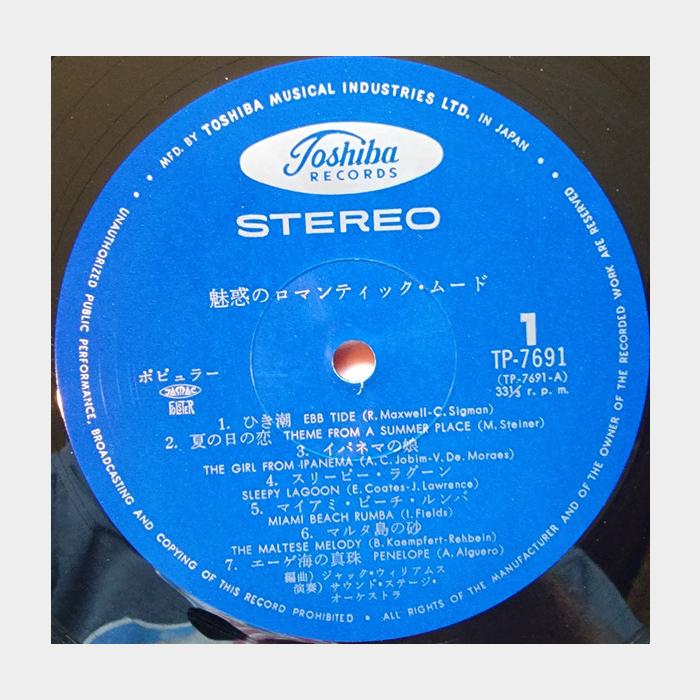 MFD. BY TOSHIBA MUSICAL INDUSTRIES LTD. IN JAPAN
Toshiba
RECORDS
STEREO
魅惑のロマンティック・ムード
1
TP-7691
(TP-7691-A)
33⅓ r. p. m.
ポピュラー
JASRAC
1. ひき潮 EBB TIDE (R. Maxwell-C. Sigman)
2. 夏の日の恋 THEME FROM A SUMMER PLACE (M. Steiner)
3. イパネマの娘
THE GIRL FROM IPANEMA (A. C. Jobim-V. De Moraes)
4. スリーピー・ラグーン
SLEEPY LAGOON (E. Coates-J. Lawrence)
5. マイアミ・ビーチ・ルンバ
MIAMI BEACH RUMBA (I. Fields)
6. マルタ島の砂
THE MALTESE MELODY (B. Kaempfert-Rehbein)
7. エーゲ海の真珠 PENELOPE (A. Alguero)
編曲) ジャック・ウィリアムス
演奏) サウンド・ステージ・
オーケストラ
UNAUTHORIZED PUBLIC PERFORMANCE, BROADCASTING AND COPYING OF THIS RECORD PROHIBITED • ALL RIGHTS OF THE MANUFACTURER AND OF THE OWNER OF THE RECORDED WORK ARE RESERVED